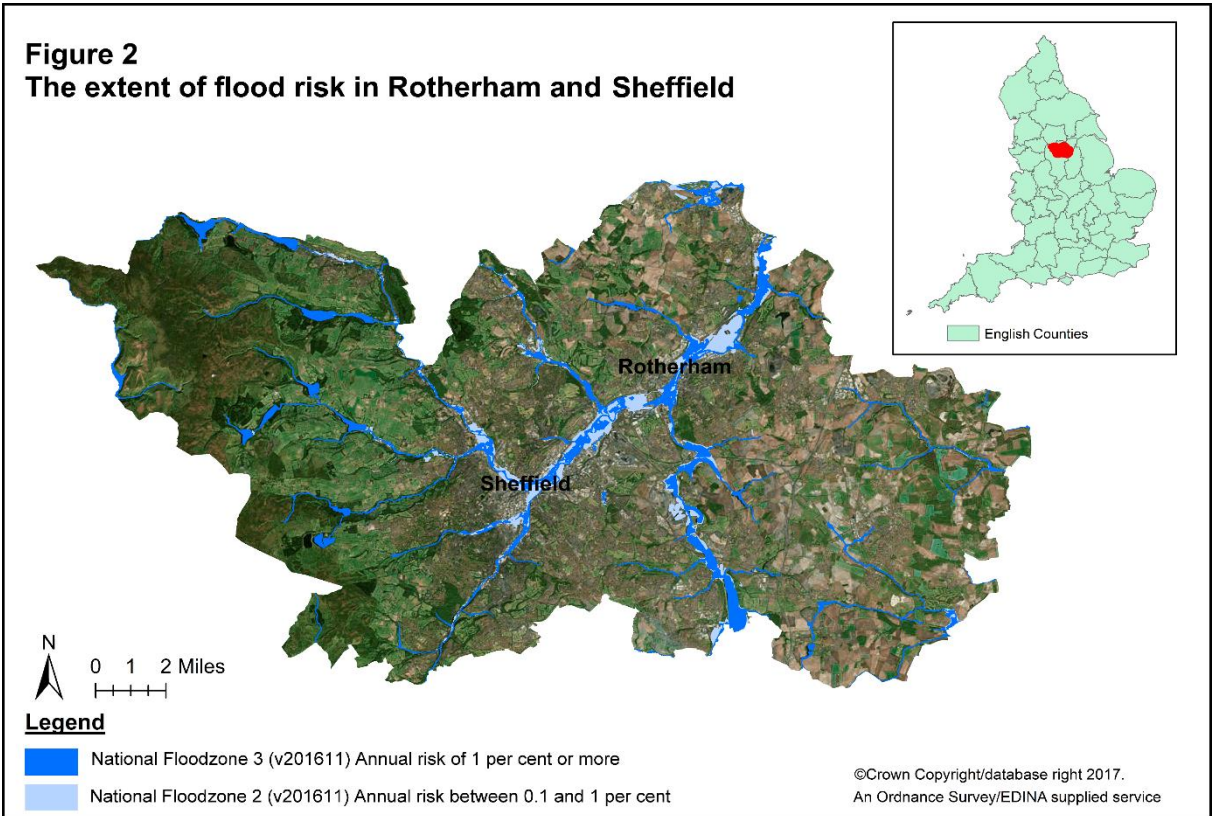 Figure 2
The extent of flood risk in Rotherham and Sheffield
English Counties
Rotherham
Sheffield
N
0 1 2 Miles
Legend
National Floodzone 3 (v201611) Annual risk of 1 per cent or more
National Floodzone 2 (v201611) Annual risk between 0.1 and 1 per cent
©Crown Copyright/database right 2017.
An Ordnance Survey/EDINA supplied service